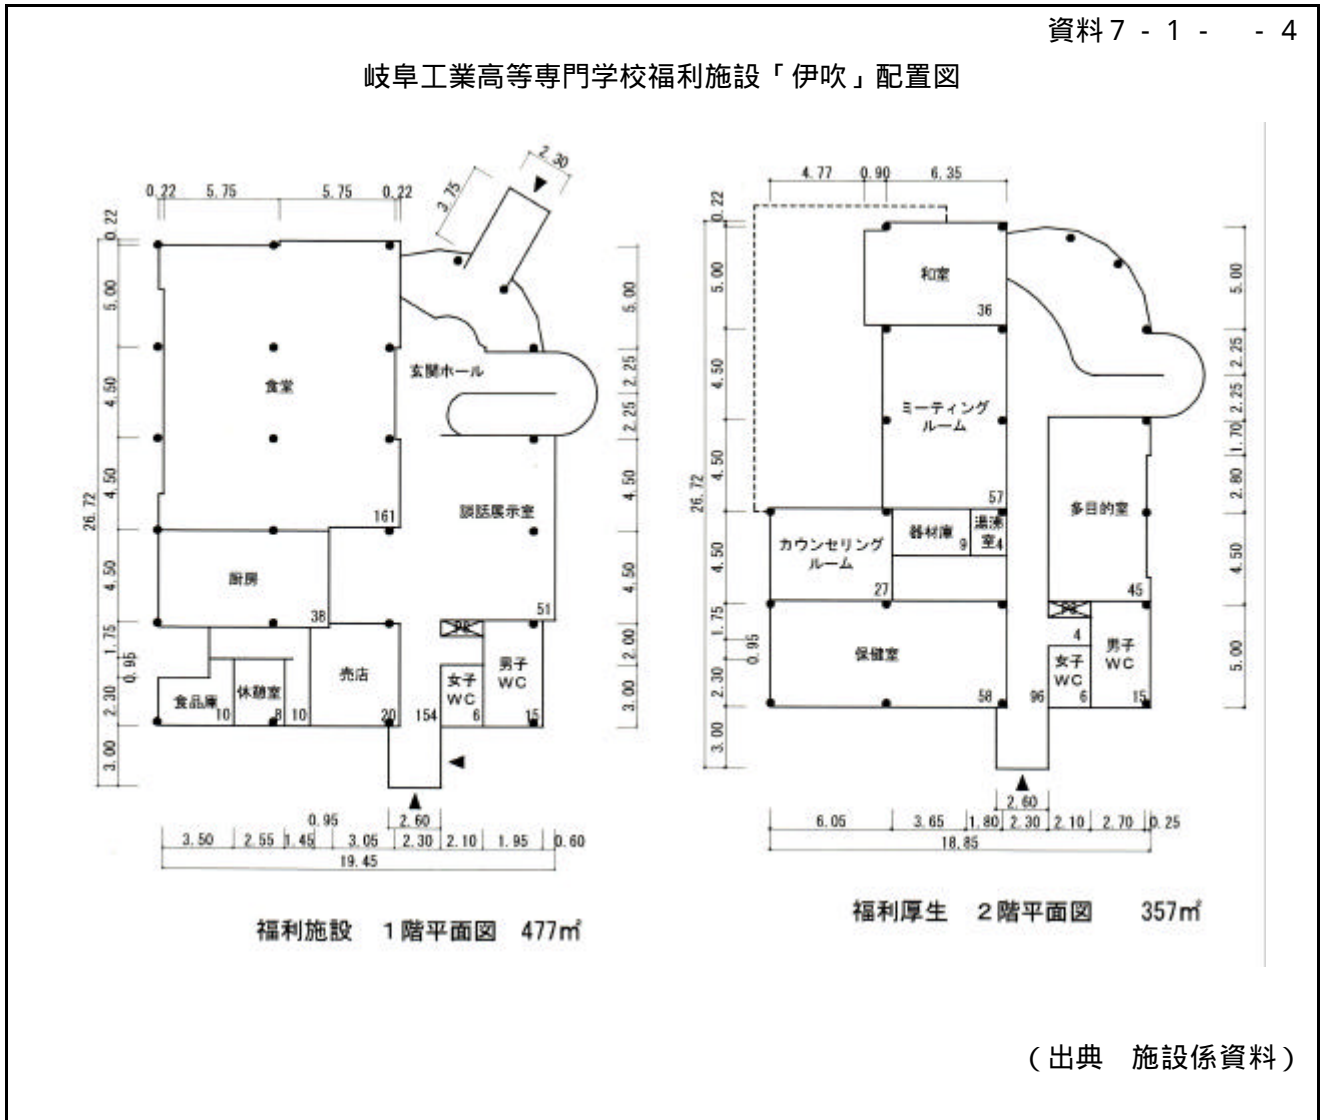 資料７-１-　-４
岐阜工業高等専門学校福利施設「伊吹」配置図
2.30
3.75
0.22 5.75 5.75 0.22
0.22
5.00
4.50
4.50
26.72
4.50
1.75
0.95
2.30
3.00
食堂
161
玄関ホール
談話展示室
51
厨房
38
食品庫
10
休憩室
8
10
売店
20
154
PS
女子
WC
6
男子
WC
15
5.00
2.25
2.25
4.50
4.50
2.00
3.00
0.95 2.60
3.50 2.55 1.45 3.05 2.30 2.10 1.95 0.60
19.45
福利施設　１階平面図　477㎡
4.77 0.90 6.35
0.22
5.00
4.50
4.50
26.72
4.50
1.75
0.95
2.30
3.00
和室
36
ミーティング
ルーム
57
カウンセリング
ルーム
27
器材庫
9
湯沸
室4
多目的室
45
保健室
58
96
4
女子
WC
6
男子
WC
15
5.00
2.25
2.25
1.70
2.80
4.50
5.00
2.60
6.05 3.65 1.80 2.30 2.10 2.70 0.25
18.85
福利厚生　２階平面図　357㎡
（出典　施設係資料）